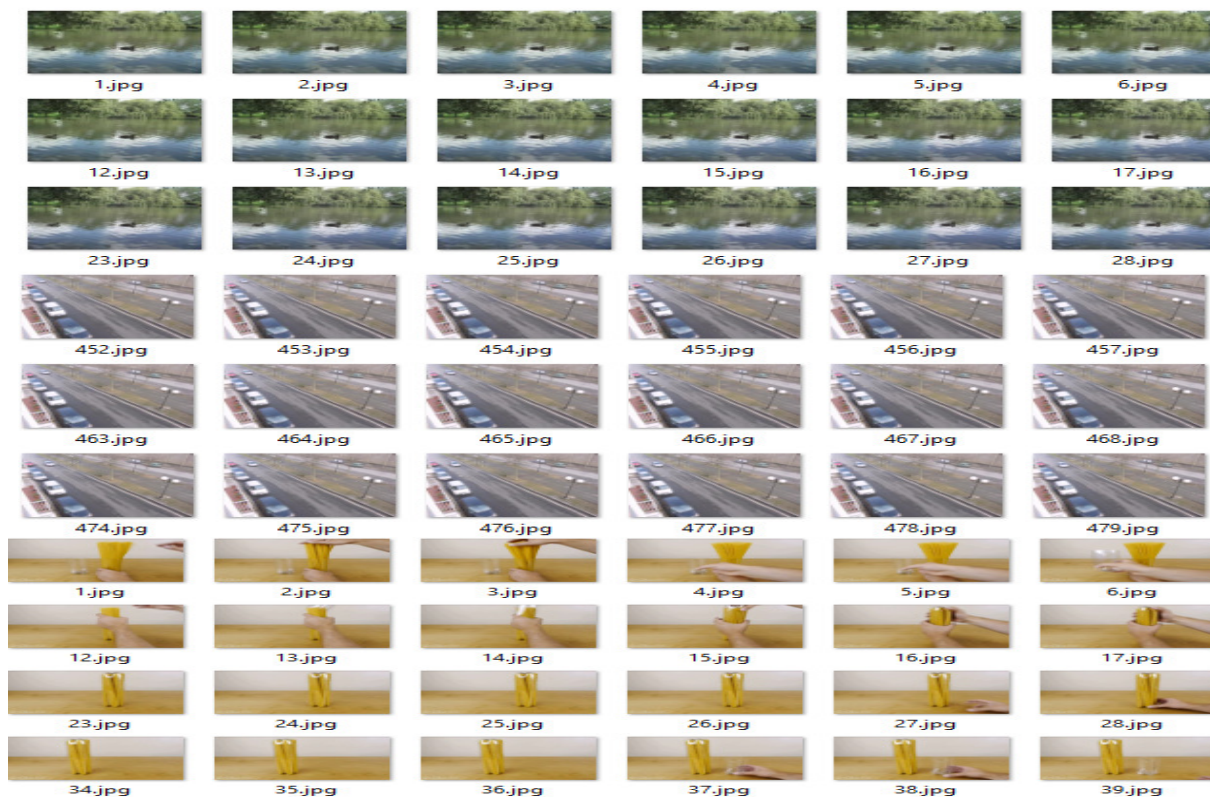 1.jpg 2.jpg 3.jpg 4.jpg 5.jpg 6.jpg
12.jpg 13.jpg 14.jpg 15.jpg 16.jpg 17.jpg
23.jpg 24.jpg 25.jpg 26.jpg 27.jpg 28.jpg
452.jpg 453.jpg 454.jpg 455.jpg 456.jpg 457.jpg
463.jpg 464.jpg 465.jpg 466.jpg 467.jpg 468.jpg
474.jpg 475.jpg 476.jpg 477.jpg 478.jpg 479.jpg
1.jpg 2.jpg 3.jpg 4.jpg 5.jpg 6.jpg
12.jpg 13.jpg 14.jpg 15.jpg 16.jpg 17.jpg
23.jpg 24.jpg 25.jpg 26.jpg 27.jpg 28.jpg
34.jpg 35.jpg 36.jpg 37.jpg 38.jpg 39.jpg